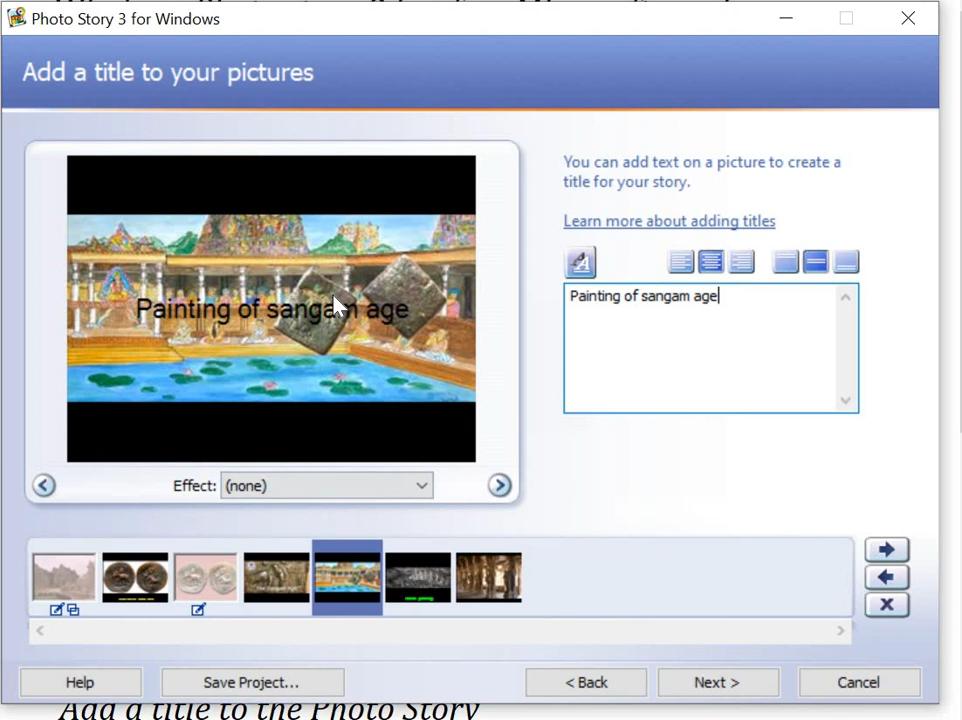 Photo Story 3 for Windows
Add a title to your pictures
You can add text on a picture to create a
title for your story.
Learn more about adding titles
A
Painting of sangam age
Painting of sangam age
Effect: (none)
Help
Save Project...
< Back
Next >
Cancel
Add a title to the Photo Story